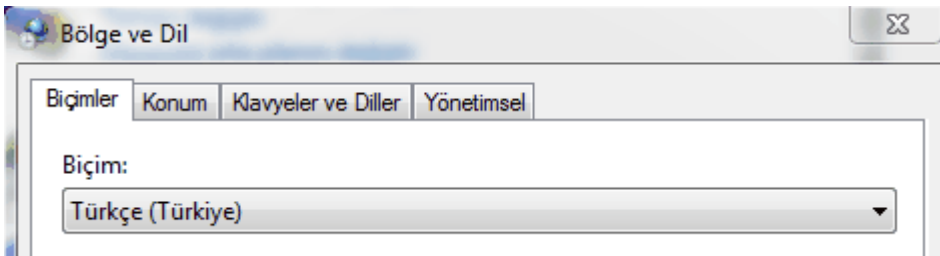 Bölge ve Dil
Biçimler Konum Klavyeler ve Diller Yönetimsel
Biçim:
Türkçe (Türkiye)